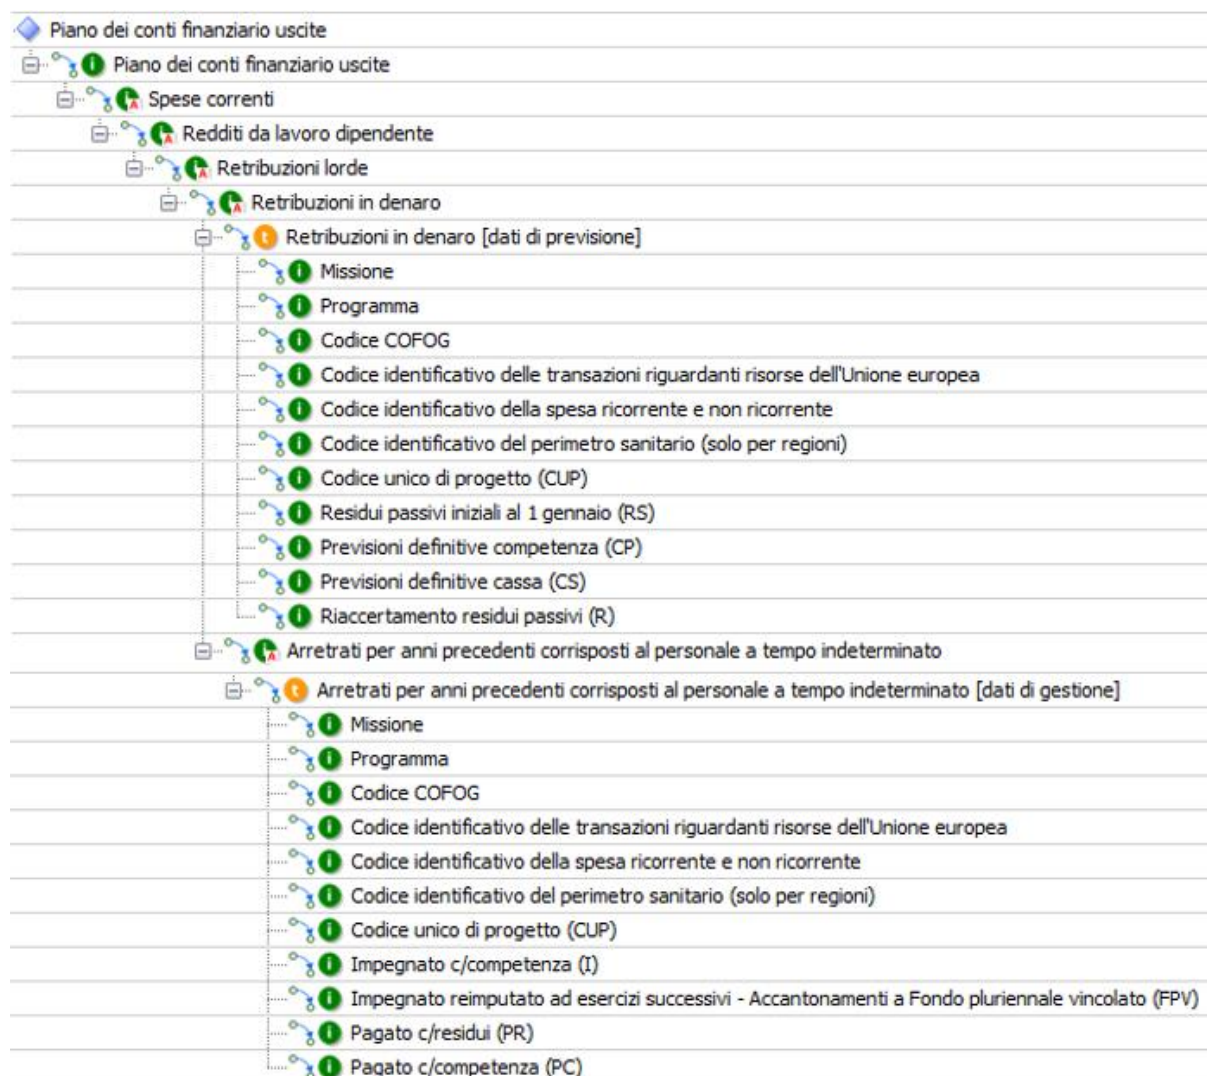 Piano dei conti finanziario uscite
Piano dei conti finanziario uscite
Spese correnti
Redditi da lavoro dipendente
Retribuzioni lorde
Retribuzioni in denaro
Retribuzioni in denaro [dati di previsione]
Missione
Programma
Codice COFOG
Codice identificativo delle transazioni riguardanti risorse dell'Unione europea
Codice identificativo della spesa ricorrente e non ricorrente
Codice identificativo del perimetro sanitario (solo per regioni)
Codice unico di progetto (CUP)
Residui passivi iniziali al 1 gennaio (RS)
Previsioni definitive competenza (CP)
Previsioni definitive cassa (CS)
Riaccertamento residui passivi (R)
Arretrati per anni precedenti corrisposti al personale a tempo indeterminato
Arretrati per anni precedenti corrisposti al personale a tempo indeterminato [dati di gestione]
Missione
Programma
Codice COFOG
Codice identificativo delle transazioni riguardanti risorse dell'Unione europea
Codice identificativo della spesa ricorrente e non ricorrente
Codice identificativo del perimetro sanitario (solo per regioni)
Codice unico di progetto (CUP)
Impegnato c/competenza (I)
Impegnato reimputato ad esercizi successivi - Accantonamenti a Fondo pluriennale vincolato (FPV)
Pagato c/residui (PR)
Pagato c/competenza (PC)